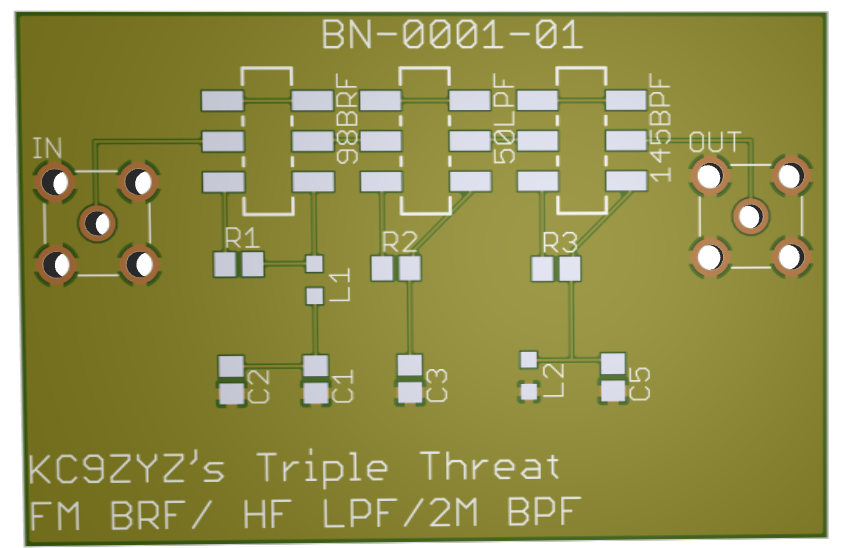 BN-0001-01
98BRF
50LPF
145BPF
IN
OUT
R1
R2
R3
L1
C2
C1
C3
L2
C5
KC9ZYZ's Triple Threat
FM BRF/ HF LPF/2M BPF